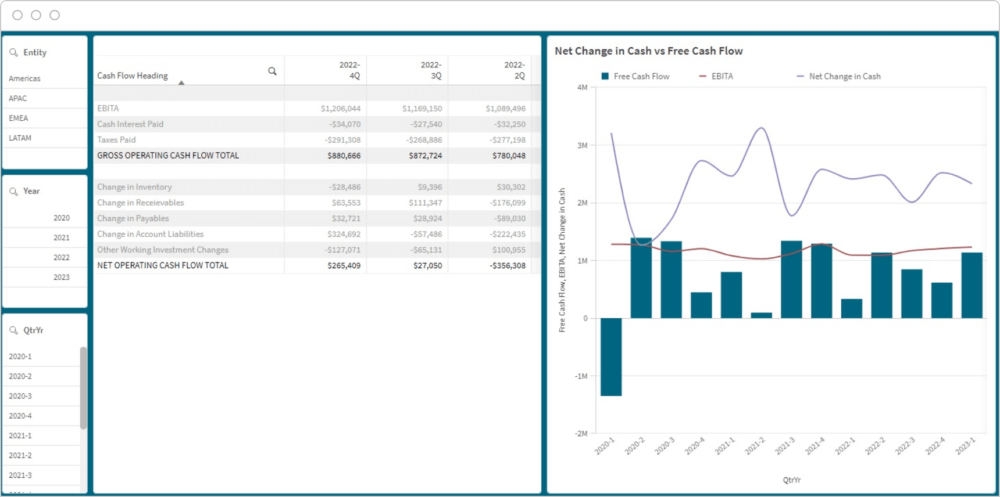 Entity
Americas
APAC
EMEA
LATAM
Year
2020
2021
2022
2023
QtrYr
2020-1
2020-2
2020-3
2020-4
2021-1
2021-2
2021-3
Cash Flow Heading 2022-4Q 2022-3Q 2022-2Q
EBITA $1,206,044 $1,169,150 $1,089,496
Cash Interest Paid -$34,070 -$27,540 -$32,250
Taxes Paid -$291,308 -$268,886 -$277,198
GROSS OPERATING CASH FLOW TOTAL $880,666 $872,724 $780,048
Change in Inventory -$28,486 $9,396 $30,302
Change in Receievables $63,553 $111,347 -$176,099
Change in Payables $32,721 $28,924 -$89,030
Change in Account Liabilities $324,692 -$57,486 -$222,435
Other Working Investment Changes -$127,071 -$65,131 $100,955
NET OPERATING CASH FLOW TOTAL $265,409 $27,050 -$356,308
Net Change in Cash vs Free Cash Flow
Free Cash Flow EBITA Net Change in Cash
4M
3M
2M
1M
0
-1M
-2M
Free Cash Flow, EBITA, Net Change in Cash
2020-1 2020-2 2020-3 2020-4 2021-1 2021-2 2021-3 2021-4 2022-1 2022-2 2022-3 2022-4 2023-1
QtrYr